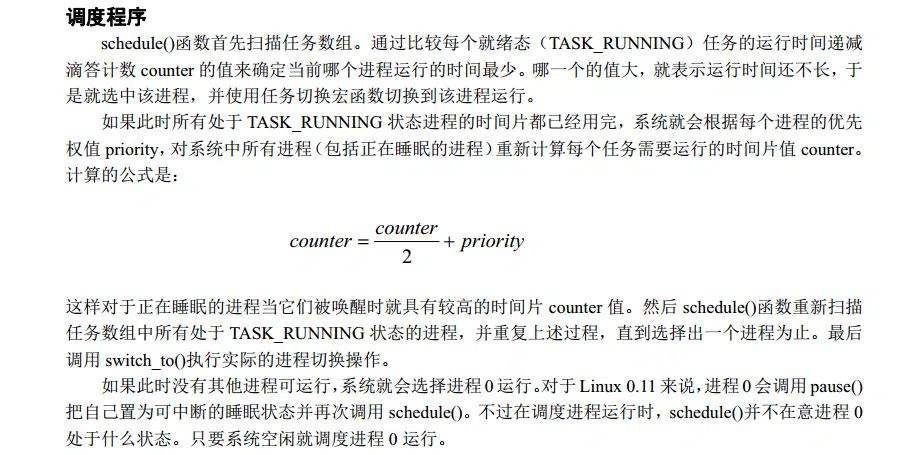 调度程序
schedule()函数首先扫描任务数组。通过比较每个就绪态（TASK_RUNNING）任务的运行时间递减
滴答计数 counter 的值来确定当前哪个进程运行的时间最少。哪一个的值大，就表示运行时间还不长，于
是就选中该进程，并使用任务切换宏函数切换到该进程运行。
如果此时所有处于 TASK_RUNNING 状态进程的时间片都已经用完，系统就会根据每个进程的优先
权值 priority，对系统中所有进程（包括正在睡眠的进程）重新计算每个任务需要运行的时间片值 counter。
计算的公式是：
counter = counter/2 + priority
这样对于正在睡眠的进程当它们被唤醒时就具有较高的时间片 counter 值。然后 schedule()函数重新扫描
任务数组中所有处于 TASK_RUNNING 状态的进程，并重复上述过程，直到选择出一个进程为止。最后
调用 switch_to()执行实际的进程切换操作。
如果此时没有其他进程可运行，系统就会选择进程 0 运行。对于 Linux 0.11 来说，进程 0 会调用 pause()
把自己置为可中断的睡眠状态并再次调用 schedule()。不过在调度进程运行时，schedule()并不在意进程 0
处于什么状态。只要系统空闲就调度进程 0 运行。